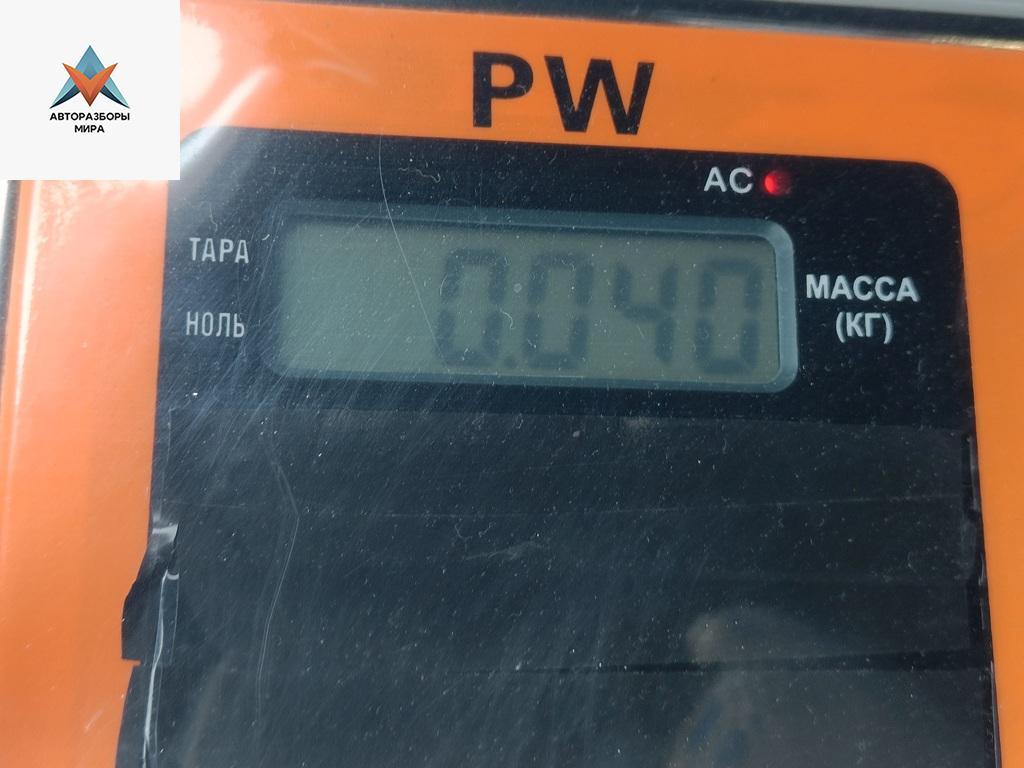 АВТОРАЗБОРЫ
МИРА
PW
AC
ТАРА
НОЛЬ
0.040
МАССА
(КГ)